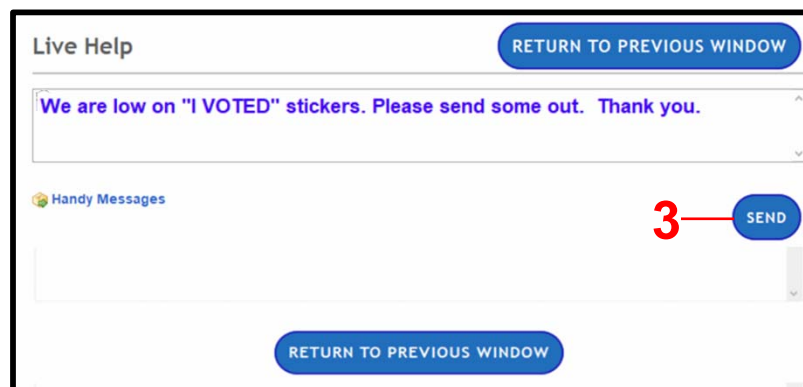 Live Help
RETURN TO PREVIOUS WINDOW
We are low on "I VOTED" stickers. Please send some out.  Thank you.
Handy Messages
3
SEND
RETURN TO PREVIOUS WINDOW